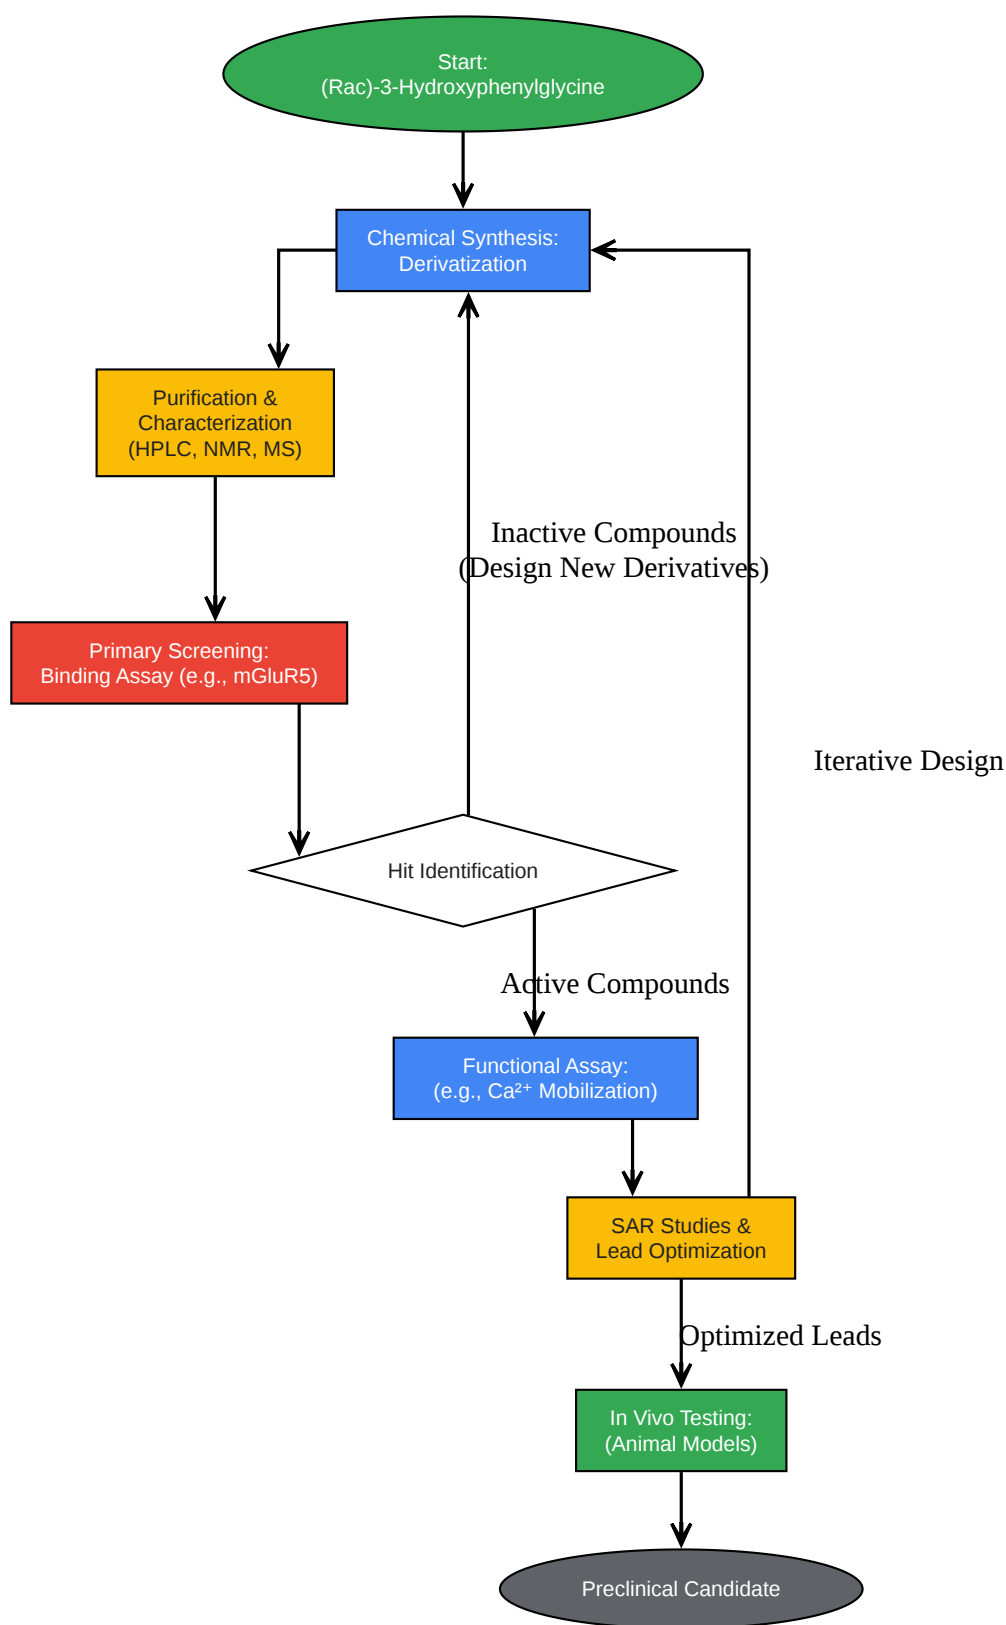 Start:
(Rac)-3-Hydroxyphenylglycine
Chemical Synthesis:
Derivatization
Purification &
Characterization
(HPLC, NMR, MS)
Inactive Compounds
(Design New Derivatives)
Primary Screening:
Binding Assay (e.g., mGluR5)
Iterative Design
Hit Identification
Active Compounds
Functional Assay:
(e.g., Ca²⁺ Mobilization)
SAR Studies &
Lead Optimization
Optimized Leads
In Vivo Testing:
(Animal Models)
Preclinical Candidate